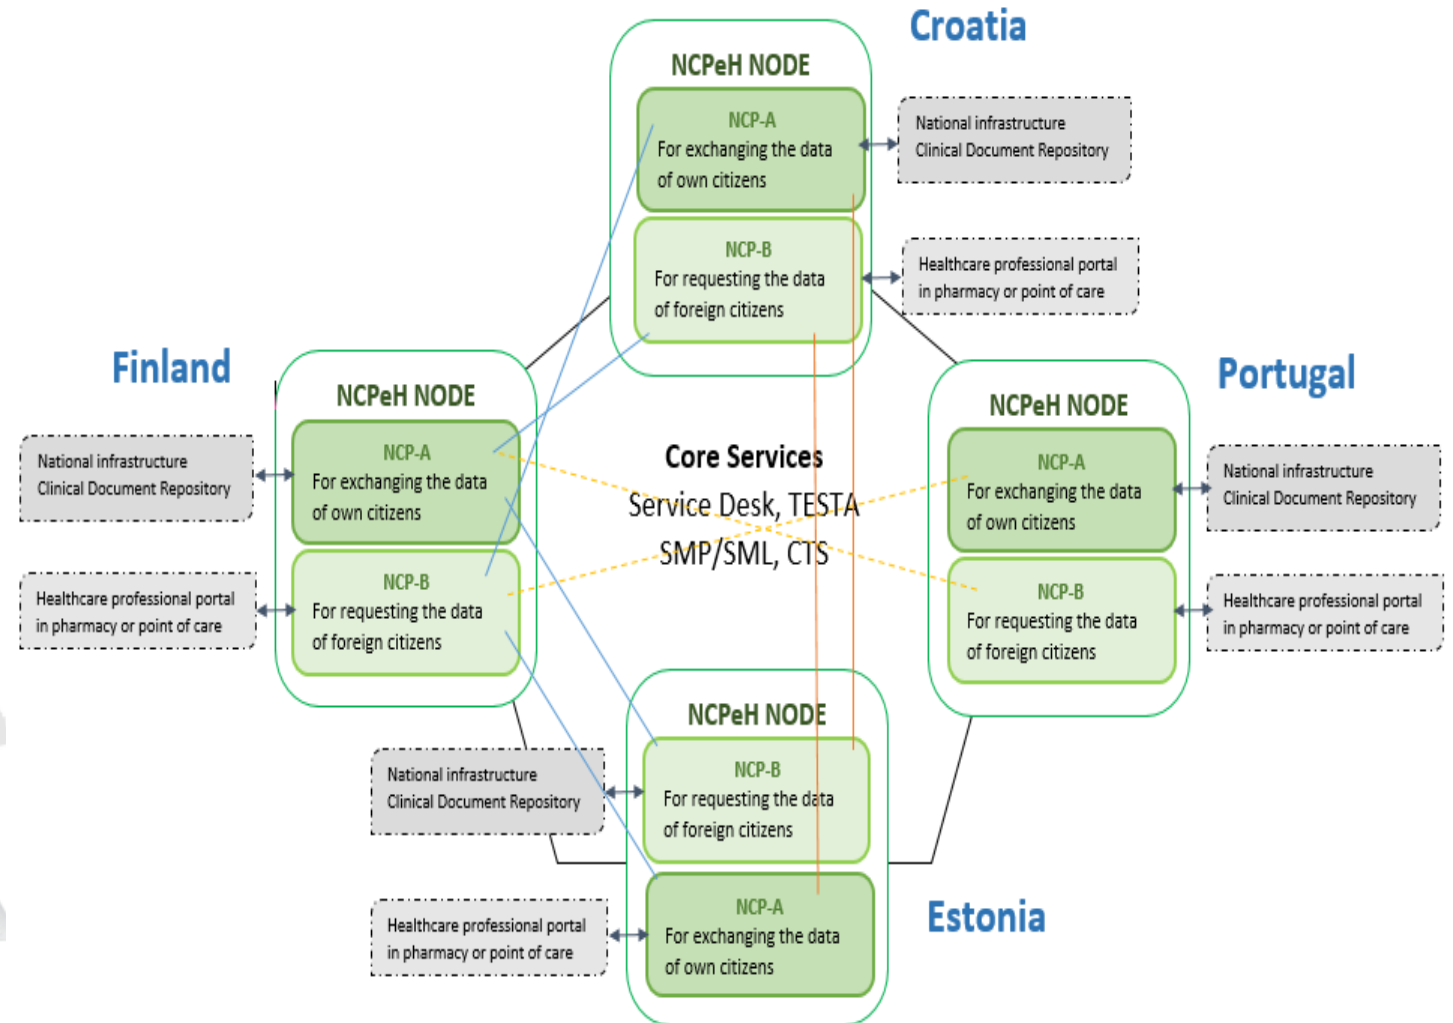 Croatia
NCPeH NODE
NCP-A
For exchanging the data
of own citizens
National infrastructure
Clinical Document Repository
NCP-B
For requesting the data
of foreign citizens
Healthcare professional portal
in pharmacy or point of care
Finland
NCPeH NODE
NCP-A
For exchanging the data
of own citizens
National infrastructure
Clinical Document Repository
NCP-B
For requesting the data
of foreign citizens
Healthcare professional portal
in pharmacy or point of care
Core Services
Service Desk, TESTA
SMP/SML, CTS
Portugal
NCPeH NODE
NCP-A
For exchanging the data
of own citizens
National infrastructure
Clinical Document Repository
NCP-B
For requesting the data
of foreign citizens
Healthcare professional portal
in pharmacy or point of care
NCPeH NODE
NCP-B
For requesting the data
of foreign citizens
National infrastructure
Clinical Document Repository
NCP-A
For exchanging the data
of own citizens
Healthcare professional portal
in pharmacy or point of care
Estonia